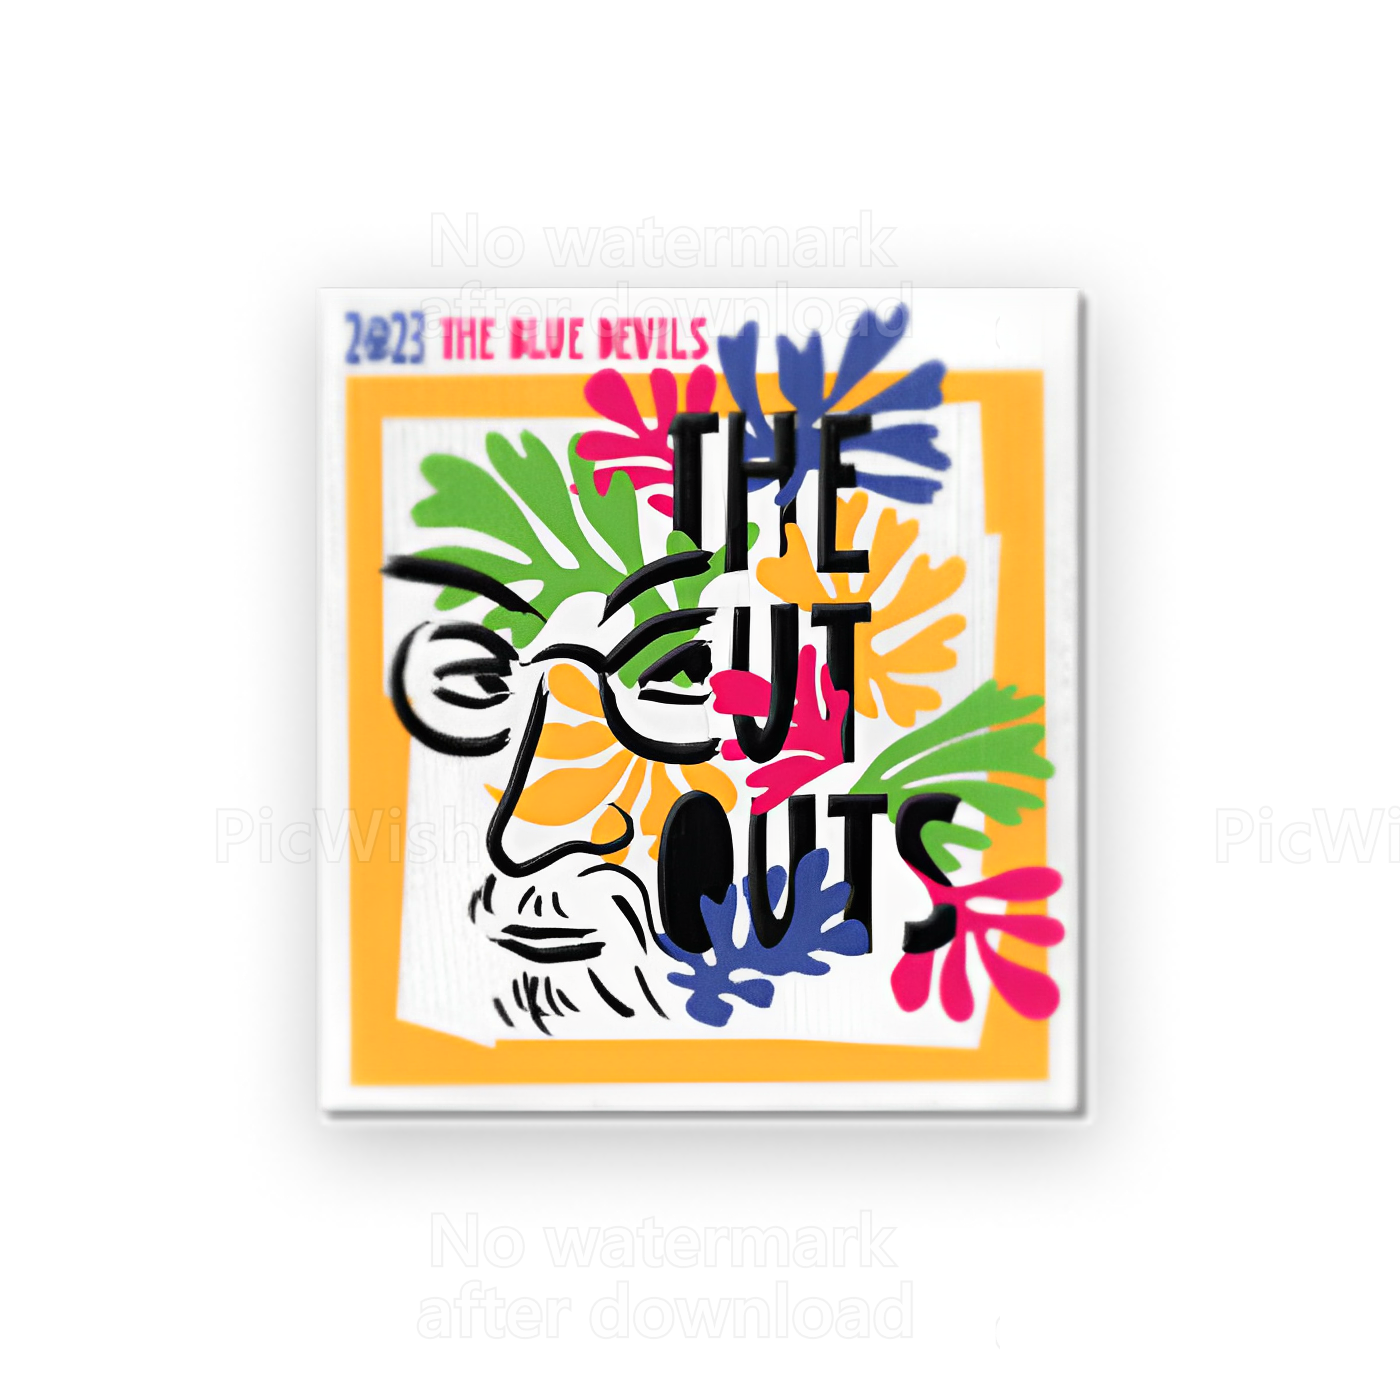 No watermark
after download
2023 THE BLUE DEVILS
THE
CUT
OUTS
PicWish
PicWi
No watermark
after download